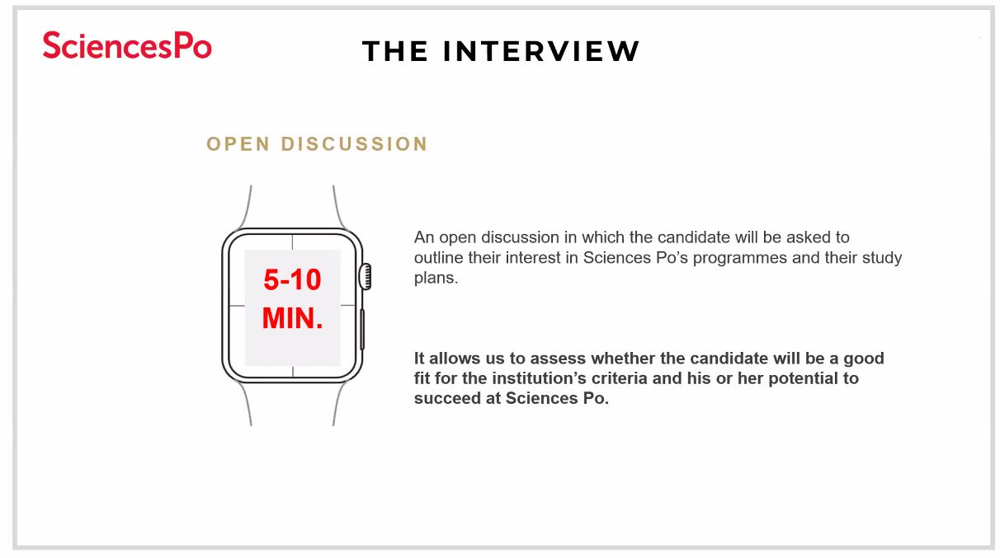 SciencesPo
THE INTERVIEW
OPEN DISCUSSION
5-10
MIN.
An open discussion in which the candidate will be asked to
outline their interest in Sciences Po’s programmes and their study
plans.
It allows us to assess whether the candidate will be a good
fit for the institution’s criteria and his or her potential to
succeed at Sciences Po.